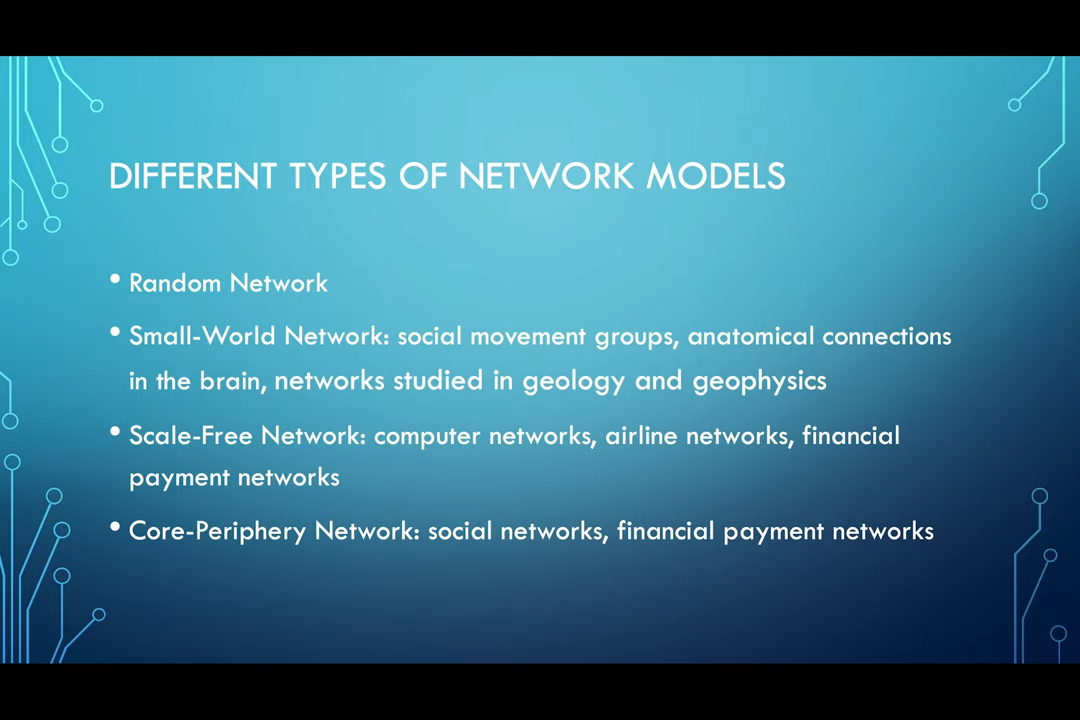 DIFFERENT TYPES OF NETWORK MODELS
• Random Network
• Small-World Network: social movement groups, anatomical connections
in the brain, networks studied in geology and geophysics
• Scale-Free Network: computer networks, airline networks, financial
payment networks
• Core-Periphery Network: social networks, financial payment networks